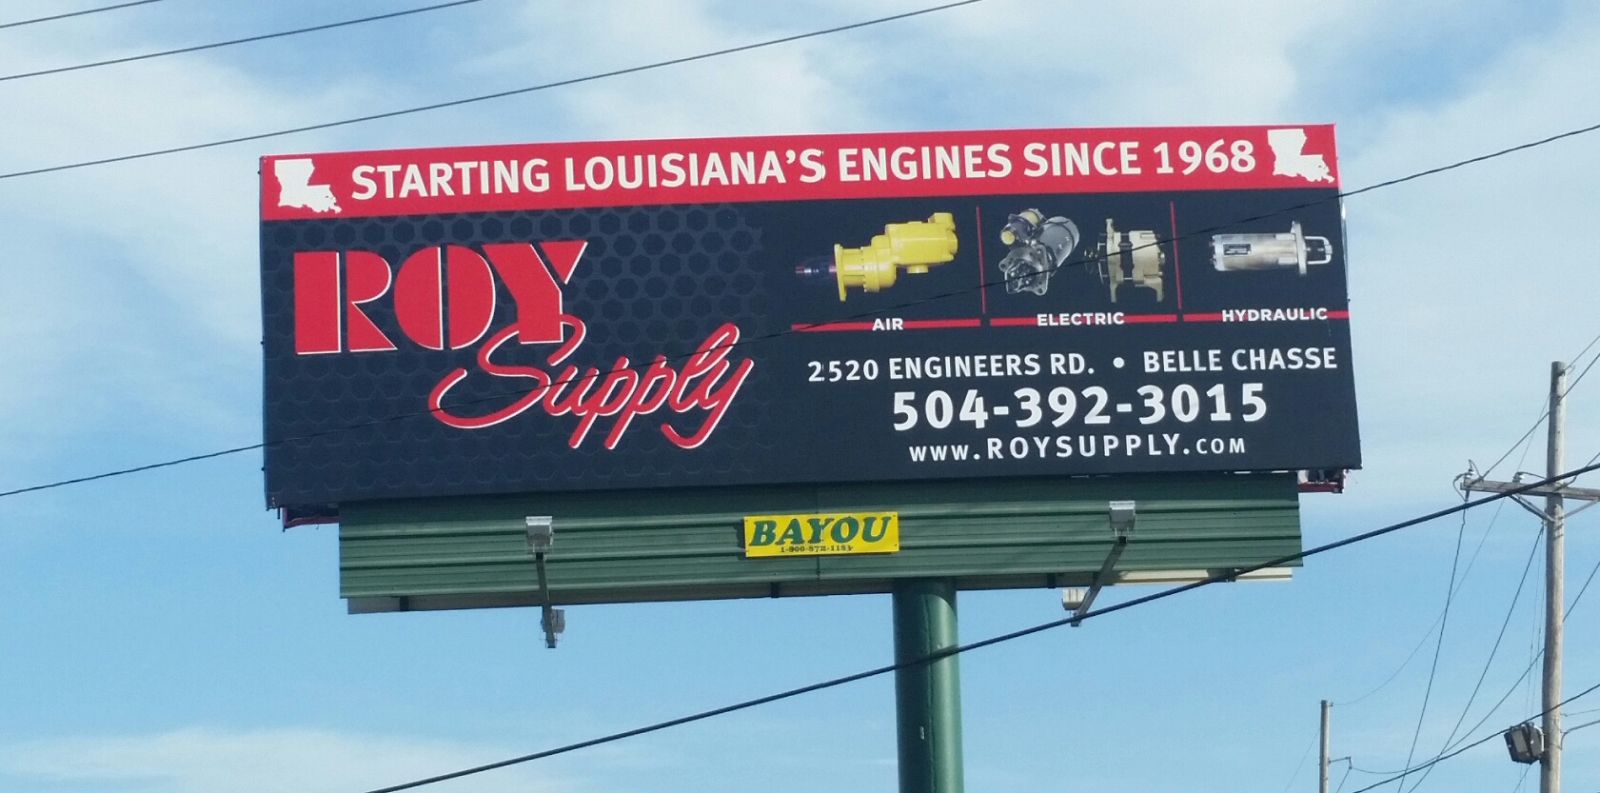 STARTING LOUISIANA'S ENGINES SINCE 1968
ROY
Supply
AIR
ELECTRIC
HYDRAULIC
2520 ENGINEERS RD. • BELLE CHASSE
504-392-3015
WWW.ROYSUPPLY.COM
BAYOU